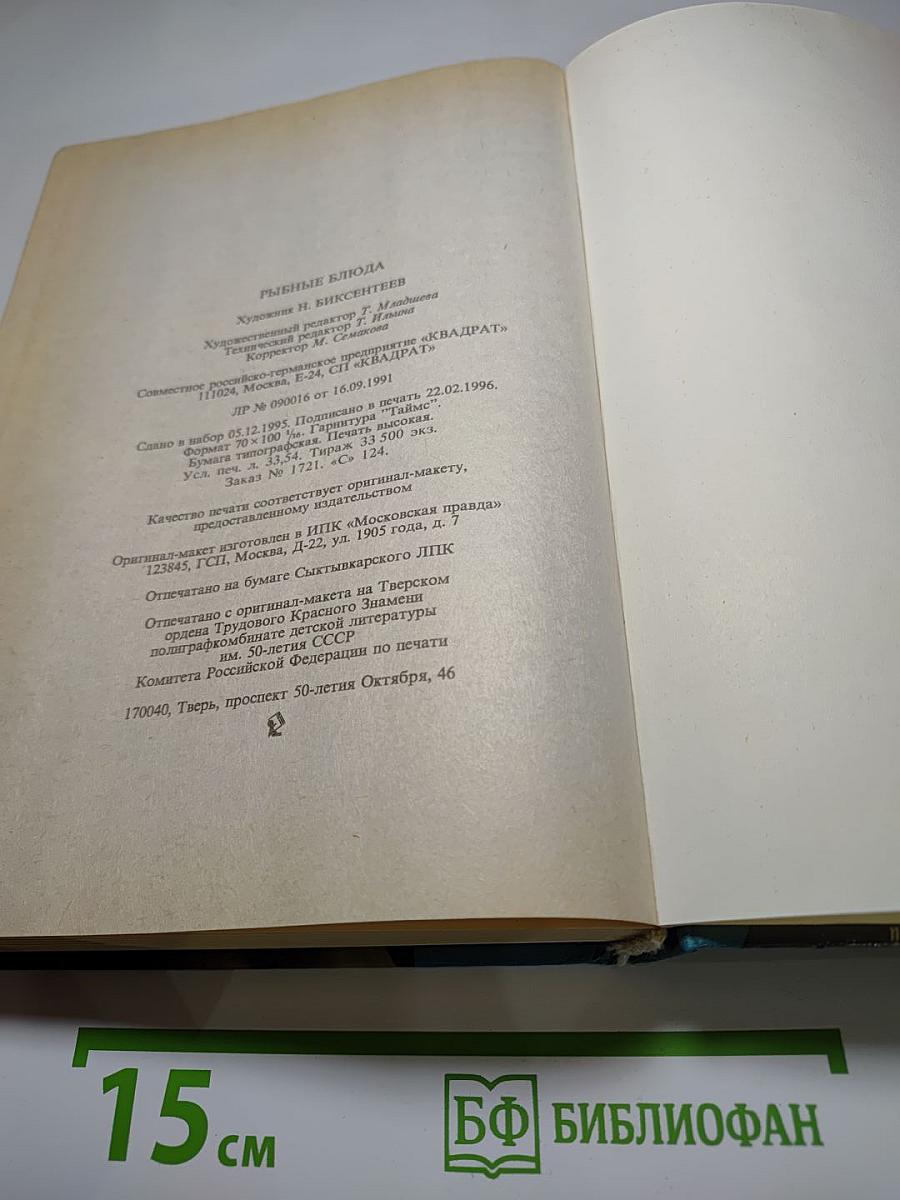 РЫБНЫЕ БЛЮДА
Художник Н. БИКСЕНТЕЕВ
Художественный редактор Т. Младшева
Технический редактор Т. Ильина
Корректор М. Семакова
Совместное российско-германское предприятие «КВАДРАТ»
111024, Москва, Е-24, СП «КВАДРАТ»
ЛР № 090016 от 16.09.1991
Сдано в набор 05.12.1995. Подписано в печать 22.02.1996.
Формат 70 × 100 1/16. Гарнитура "Таймс".
Бумага типографская. Печать высокая.
Усл. печ. л. 33,54. Тираж 33 500 экз.
Заказ № 1721. «С» 124.
Качество печати соответствует оригинал-макету,
предоставленному издательством
Оригинал-макет изготовлен в ИПК «Московская правда»
123845, ГСП, Москва, Д-22, ул. 1905 года, д. 7
Отпечатано на бумаге Сыктывкарского ЛПК
Отпечатано с оригинал-макета на Тверском
ордена Трудового Красного Знамени
полиграфкомбинате детской литературы
им. 50-летия СССР
Комитета Российской Федерации по печати
170040, Тверь, проспект 50-летия Октября, 46
15 см
БФ БИБЛИОФАН